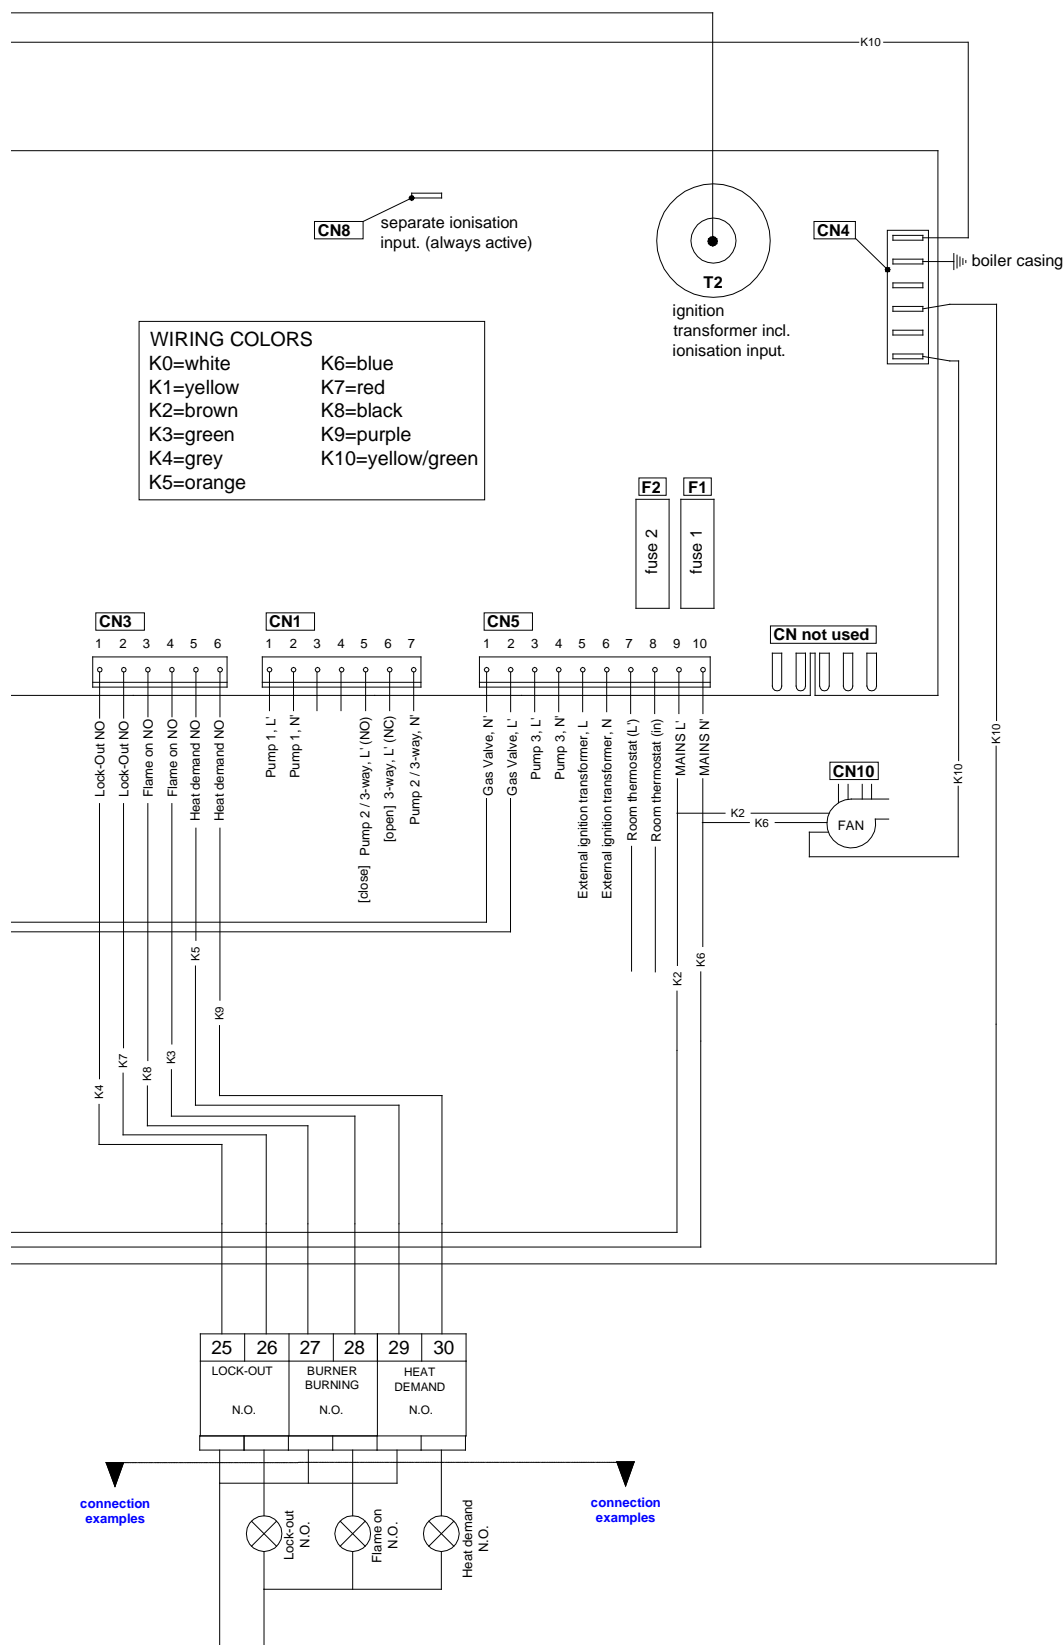 K10
CN8
separate ionisation
input. (always active)
T2
ignition
transformer incl.
ionisation input.
CN4
boiler casing
WIRING COLORS
K0=white
K1=yellow
K2=brown
K3=green
K4=grey
K5=orange
K6=blue
K7=red
K8=black
K9=purple
K10=yellow/green
F2
F1
fuse 2
fuse 1
CN3
1 2 3 4 5 6
CN1
1 2 3 4 5 6 7
CN5
1 2 3 4 5 6 7 8 9 10
CN not used
Lock-Out NO
Lock-Out NO
Flame on NO
Flame on NO
Heat demand NO
Heat demand NO
Pump 1, L'
Pump 1, N'
[close] Pump 2 / 3-way, L' (NO)
[open] 3-way, L' (NC)
Pump 2 / 3-way, N'
Gas Valve, N'
Gas Valve, L'
Pump 3, L'
Pump 3, N'
External ignition transformer, L
External ignition transformer, N
Room thermostat (L')
Room thermostat (in)
MAINS L'
MAINS N'
K10
K10
CN10
FAN
K2
K6
K5
K9
K2
K6
K4
K7
K8
K3
25 26 27 28 29 30
LOCK-OUT
N.O.
BURNER
BURNING
N.O.
HEAT
DEMAND
N.O.
connection
examples
connection
examples
Lock-out
N.O.
Flame on
N.O.
Heat demand
N.O.